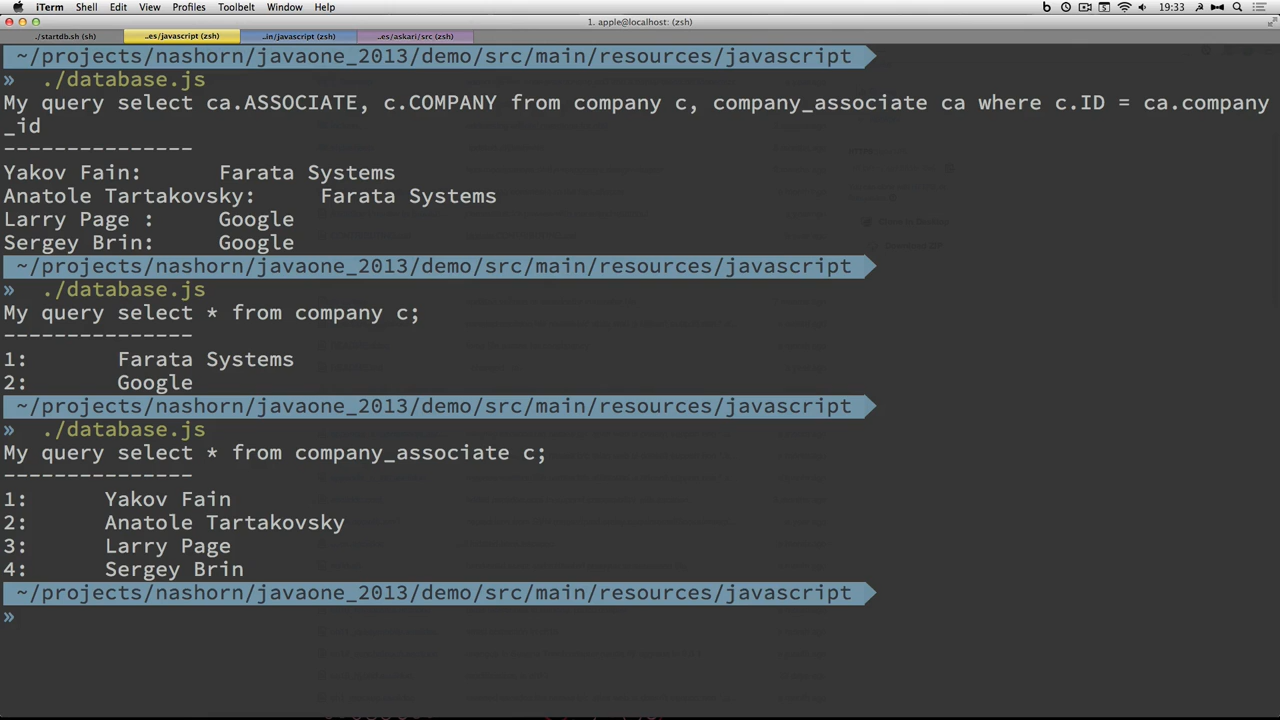 iTerm Shell Edit View Profiles Toolbelt Window Help 19:33
1. apple@localhost: (zsh)
./startdb.sh (sh) ..es/javascript (zsh) ..in/javascript (zsh) ..es/askari/src (zsh)
~/projects/nashorn/javaone_2013/demo/src/main/resources/javascript
» ./database.js
My query select ca.ASSOCIATE, c.COMPANY from company c, company_associate ca where c.ID = ca.company
_id
---------------
Yakov Fain: Farata Systems
Anatole Tartakovsky: Farata Systems
Larry Page : Google
Sergey Brin: Google
~/projects/nashorn/javaone_2013/demo/src/main/resources/javascript
» ./database.js
My query select * from company c;
---------------
1: Farata Systems
2: Google
~/projects/nashorn/javaone_2013/demo/src/main/resources/javascript
» ./database.js
My query select * from company_associate c;
---------------
1: Yakov Fain
2: Anatole Tartakovsky
3: Larry Page
4: Sergey Brin
~/projects/nashorn/javaone_2013/demo/src/main/resources/javascript
»